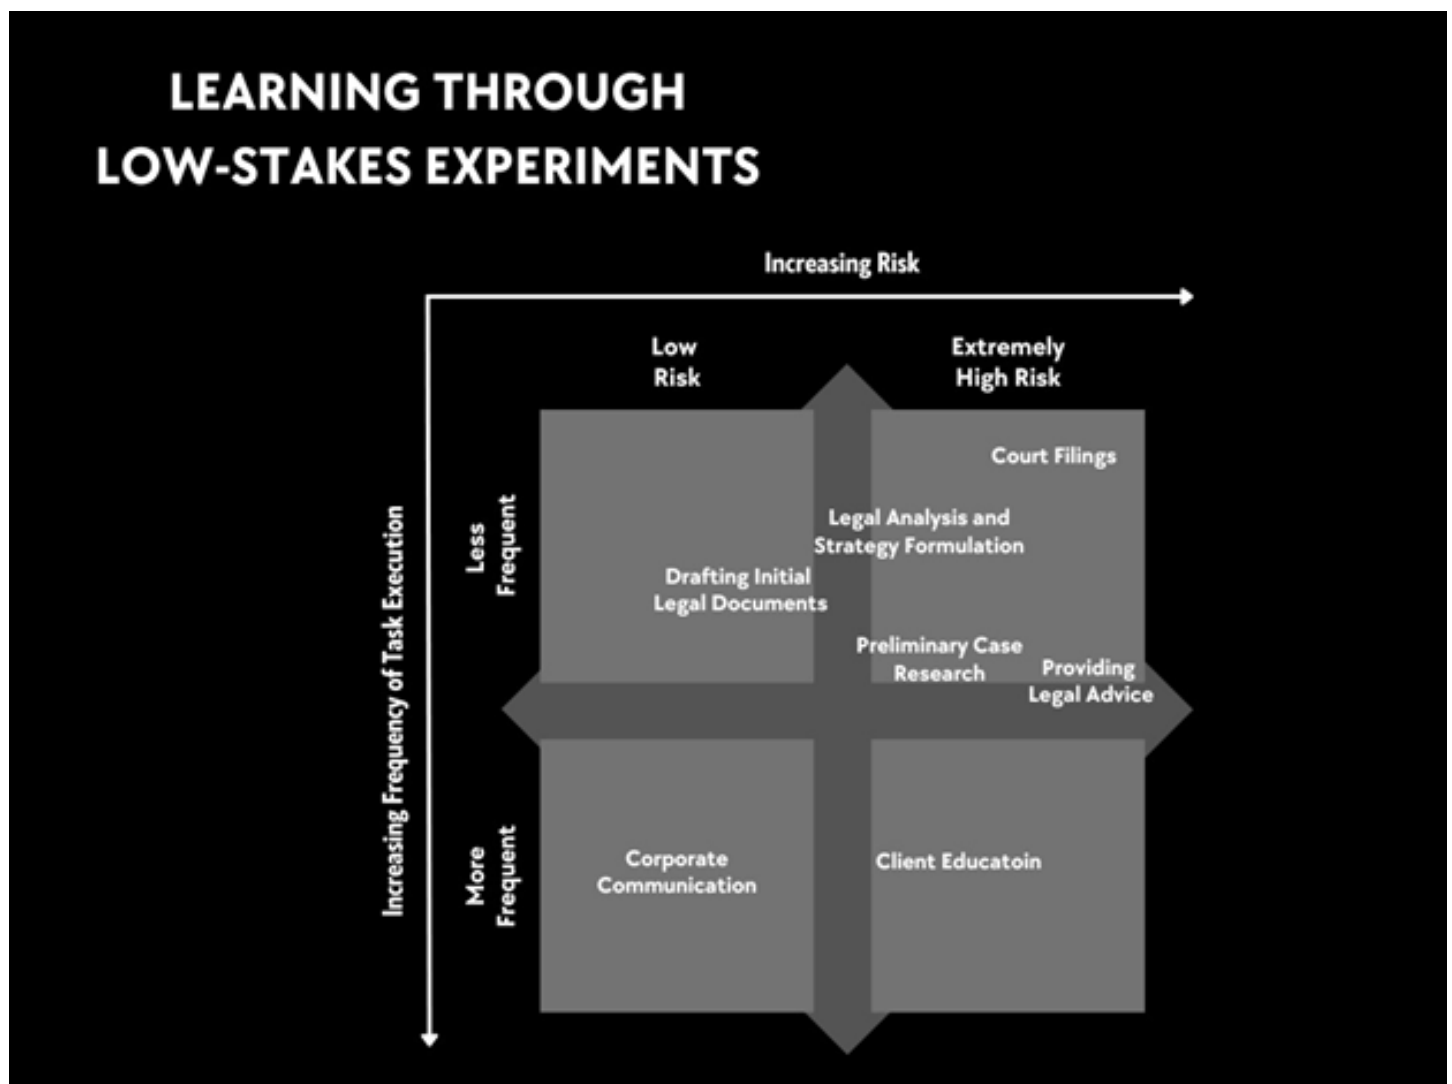 LEARNING THROUGH
LOW-STAKES EXPERIMENTS
Increasing Risk
Low
Risk
Extremely
High Risk
Increasing Frequency of Task Execution
Less
Frequent
Court Filings
Legal Analysis and
Strategy Formulation
Drafting Initial
Legal Documents
Preliminary Case
Research
Providing
Legal Advice
More
Frequent
Corporate
Communication
Client Educatoin